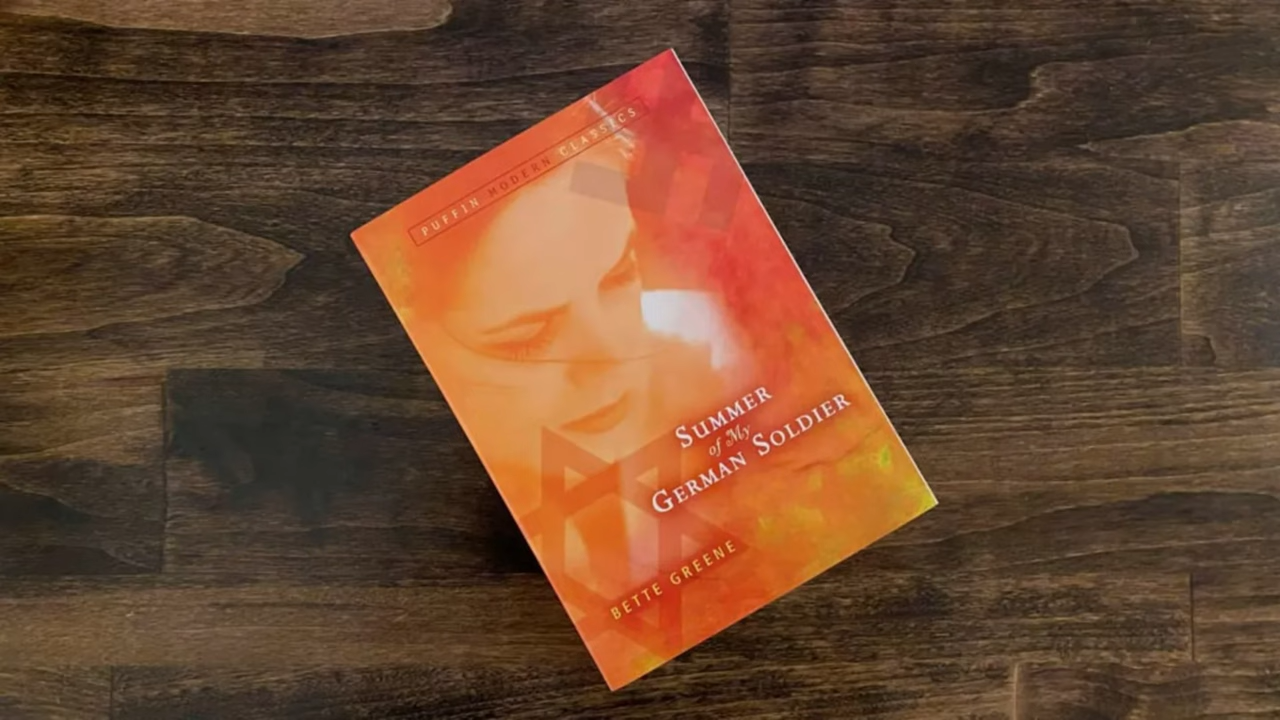 PUFFIN MODERN CLASSICS
SUMMER
of My
GERMAN SOLDIER
BETTE GREENE